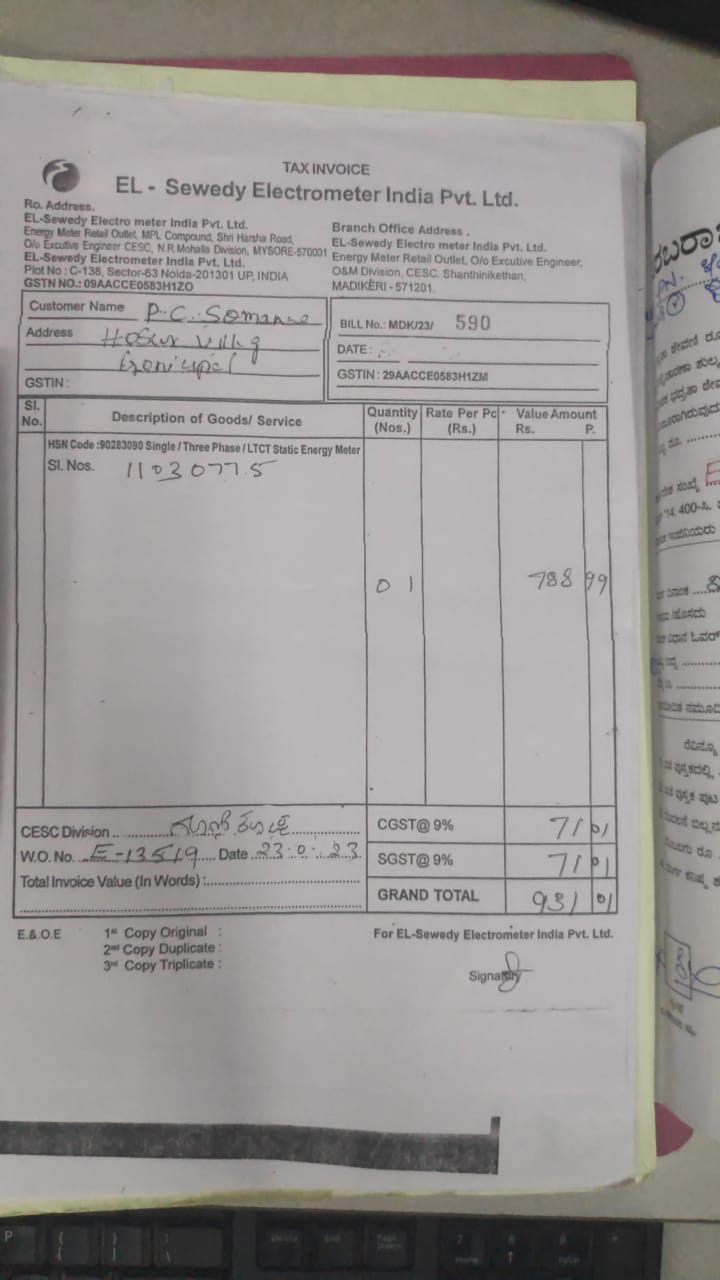 TAX INVOICE
EL - Sewedy Electrometer India Pvt. Ltd.
Ro. Address.
EL-Sewedy Electro meter India Pvt. Ltd.
Energy Meter Retail Outlet, MPL Compound, Shri Harsha Road,
O/o Excutive Engineer CESC, N.R.Mohalla Division, MYSORE-570001
EL-Sewedy Electrometer India Pvt. Ltd.
Plot No : C-138, Sector-63 Noida-201301 UP, INDIA
GSTN NO.: 09AACCE0583H1ZO
Branch Office Address .
EL-Sewedy Electro meter India Pvt. Ltd.
Energy Meter Retail Outlet, O/o Excutive Engineer,
O&M Division, CESC. Shanthinikethan,
MADIKERI - 571201.
Customer Name P.C. Somanna
Address Hosur
GSTIN :
BILL No.: MDK/23/ 590
DATE :
GSTIN : 29AACCE0583H1ZM
Sl. No. Description of Goods/ Service Quantity (Nos.) Rate Per Pc (Rs.) Value Amount Rs. P.
HSN Code :90283090 Single / Three Phase / LTCT Static Energy Meter
Sl. Nos. 11030775
01 788 99
CESC Division
CGST@ 9% 71 01
W.O. No. E-13519 Date 23.0 .23
SGST@ 9% 71 01
Total Invoice Value (In Words) :
GRAND TOTAL 931 01
E.&.O.E
1st Copy Original :
2nd Copy Duplicate :
3rd Copy Triplicate :
For EL-Sewedy Electrometer India Pvt. Ltd.
Signatory